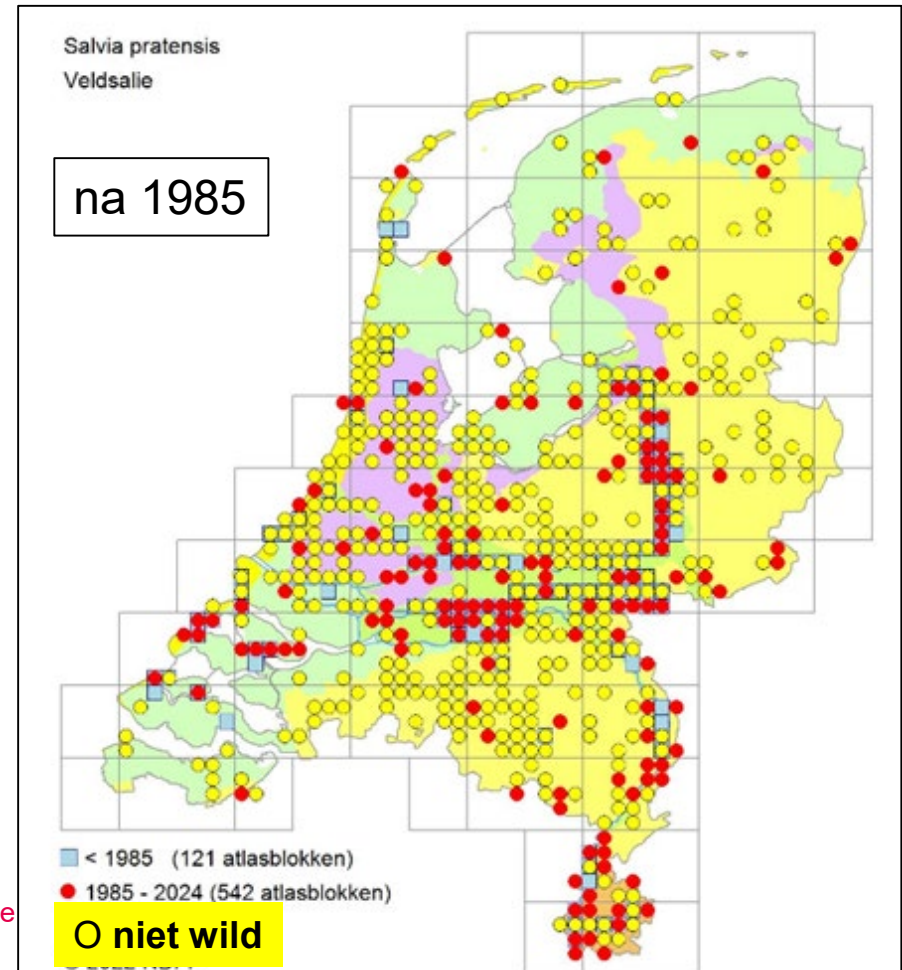 Salvia pratensis
Veldsalie
na 1985
< 1985 (121 atlasblokken)
1985 - 2024 (542 atlasblokken)
e
O niet wild